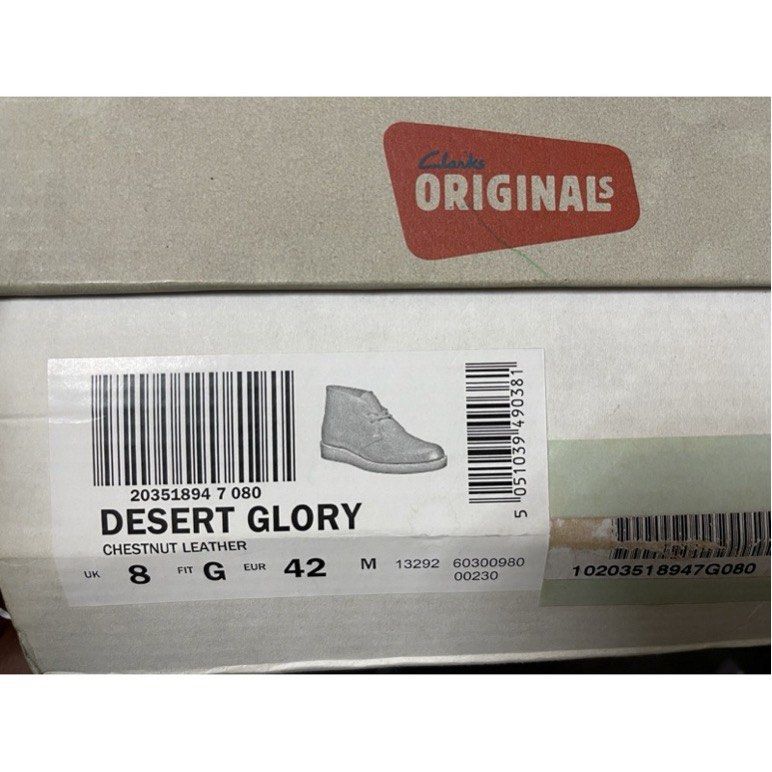 Clarks
ORIGINALS
20351894 7 080
5 051039 490381
DESERT GLORY
CHESTNUT LEATHER
UK 8 FIT G EUR 42 M 13292 60300980
00230
10203518947G080